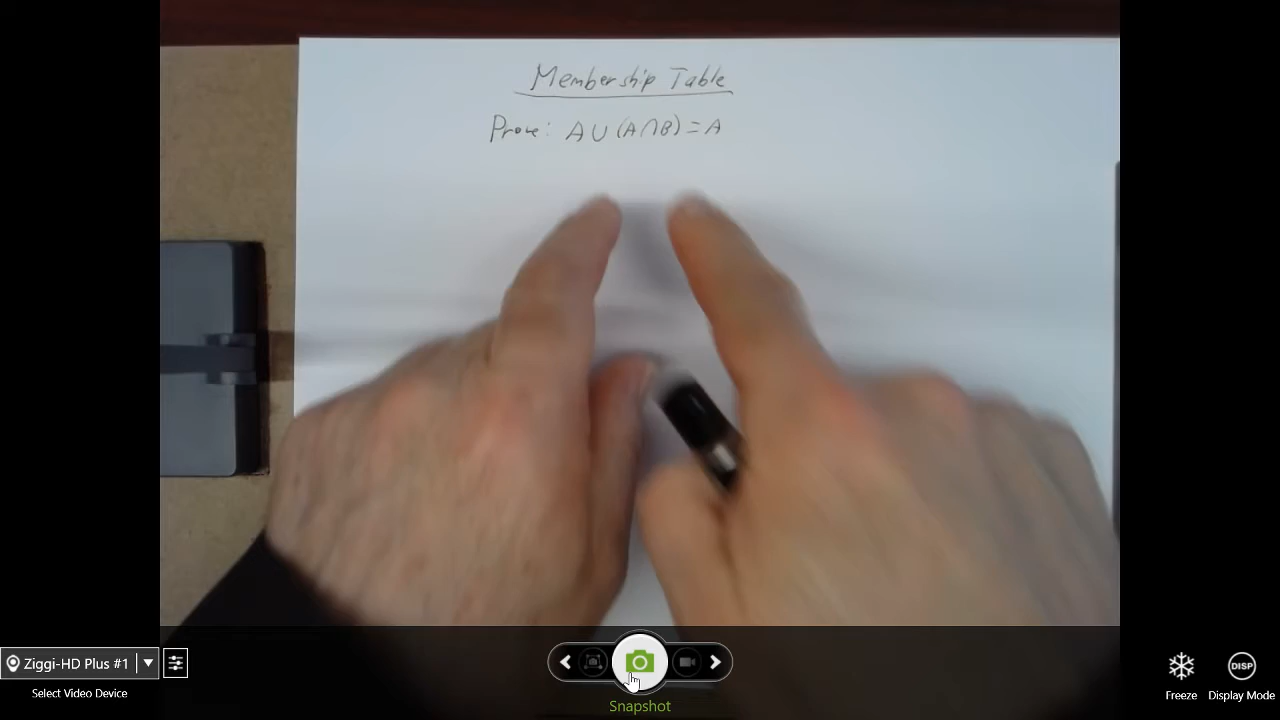 Membership Table
Prove: A∪(A∩B)=A
Ziggi-HD Plus #1
Select Video Device
Snapshot
Freeze
DISP
Display Mode